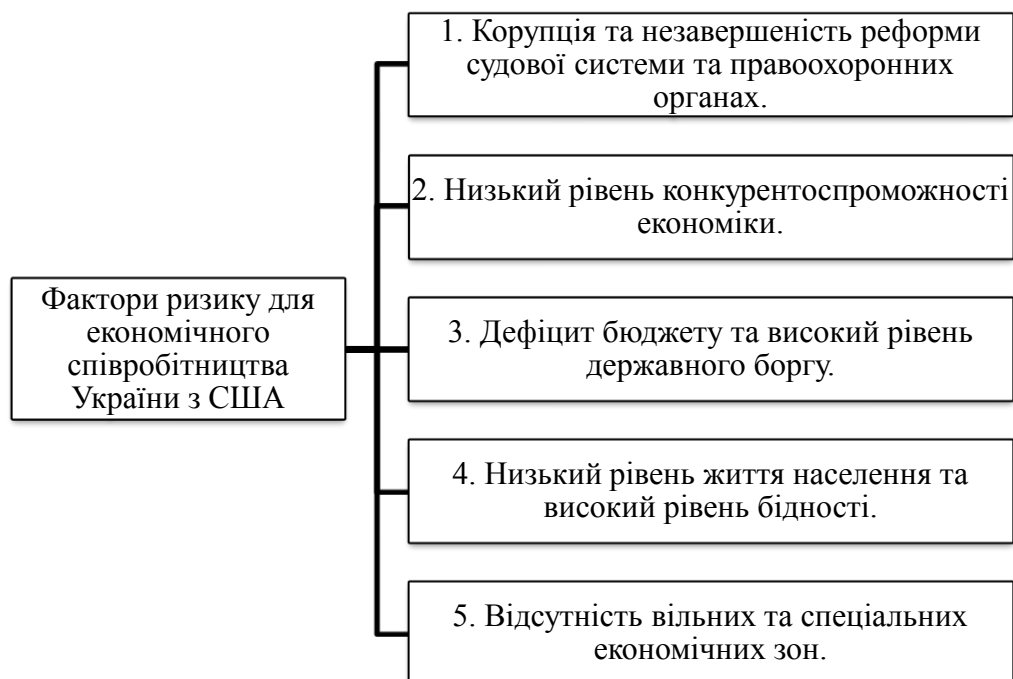 1. Корупція та незавершеність реформи
судової системи та правоохоронних
органах.
2. Низький рівень конкурентоспроможності
економіки.
Фактори ризику для
економічного
співробітництва
України з США
3. Дефіцит бюджету та високий рівень
державного боргу.
4. Низький рівень життя населення та
високий рівень бідності.
5. Відсутність вільних та спеціальних
економічних зон.